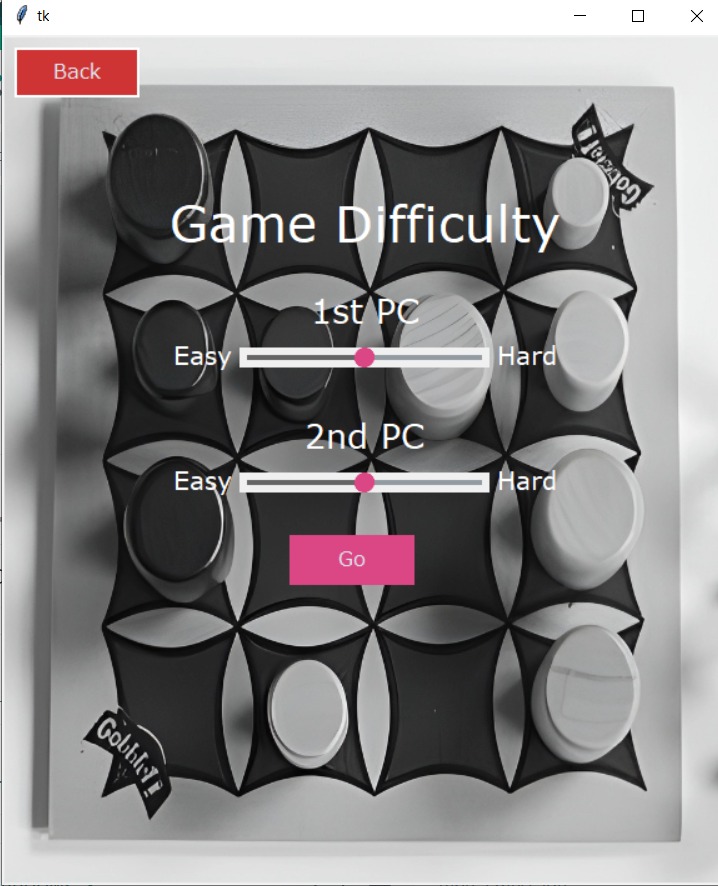 tk
Back
Gobblet!
Game Difficulty
1st PC
Easy Hard
2nd PC
Easy Hard
Go
Gobblet!